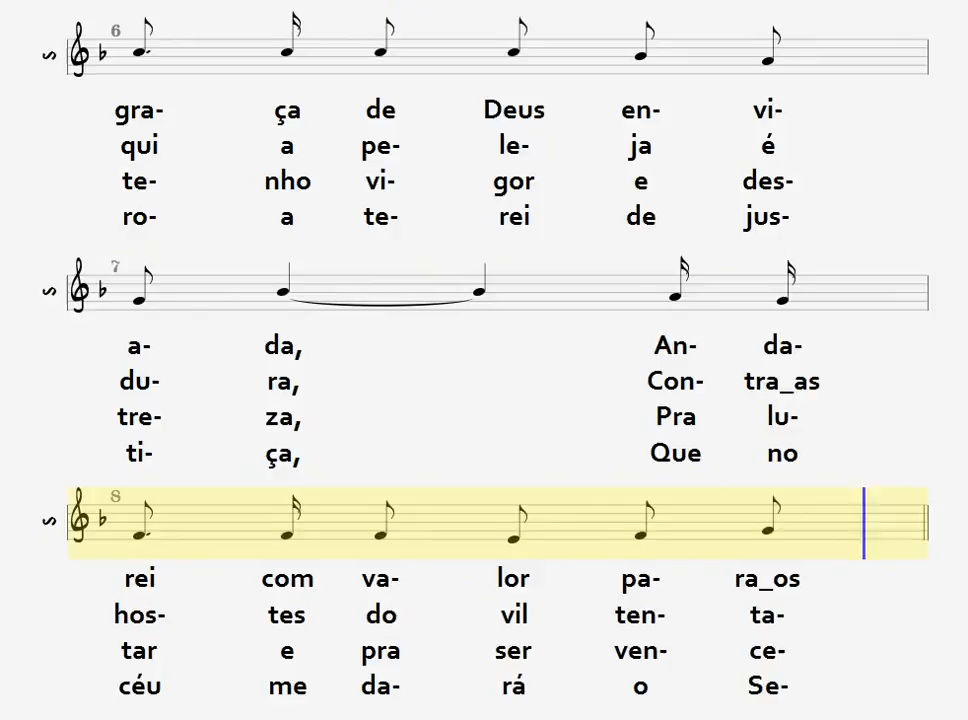 6
S
gra- ça de Deus en- vi-
qui a pe- le- ja é
te- nho vi- gor e des-
ro- a te- rei de jus-
7
S
a- da, An- da-
du- ra, Con- tra_as
tre- za, Pra lu-
ti- ça, Que no
8
S
rei com va- lor pa- ra_os
hos- tes do vil ten- ta-
tar e pra ser ven- ce-
céu me da- rá o Se-